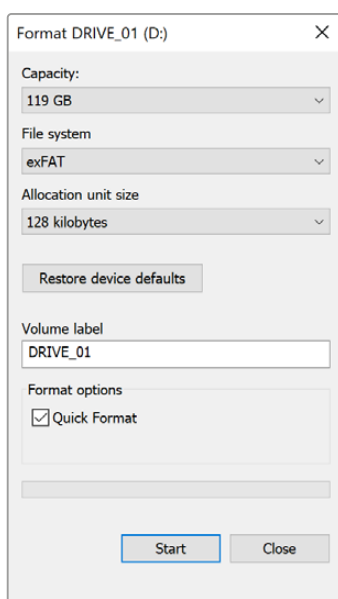 Format DRIVE_01 (D:)
Capacity:
119 GB
File system
exFAT
Allocation unit size
128 kilobytes
Restore device defaults
Volume label
DRIVE_01
Format options
Quick Format
Start Close